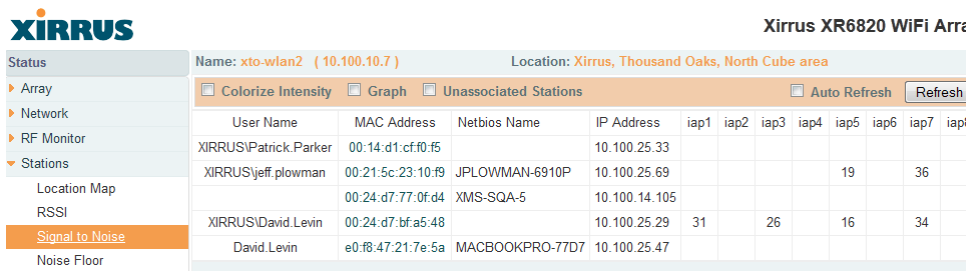 XIRRUS
Xirrus XR6820 WiFi Arra
Status
Name: xto-wlan2 ( 10.100.10.7 ) Location: Xirrus, Thousand Oaks, North Cube area
Array
Colorize Intensity Graph Unassociated Stations Auto Refresh Refresh
Network
User Name MAC Address Netbios Name IP Address iap1 iap2 iap3 iap4 iap5 iap6 iap7 iap8
RF Monitor
XIRRUS\Patrick.Parker 00:14:d1:cf:f0:f5 10.100.25.33
Stations
XIRRUS\jeff.plowman 00:21:5c:23:10:f9 JPLOWMAN-6910P 10.100.25.69 19 36
Location Map
00:24:d7:77:0f:d4 XMS-SQA-5 10.100.14.105
RSSI
XIRRUS\David.Levin 00:24:d7:bf:a5:48 10.100.25.29 31 26 16 34
Signal to Noise
David.Levin e0:f8:47:21:7e:5a MACBOOKPRO-77D7 10.100.25.47
Noise Floor